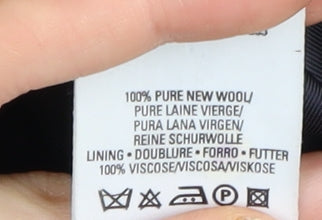 100% PURE NEW WOOL/
PURE LAINE VIERGE/
PURA LANA VIRGEN/
REINE SCHURWOLLE
LINING • DOUBLURE • FORRO • FUTTER
100% VISCOSE/VISCOSA/VISKOSE
P